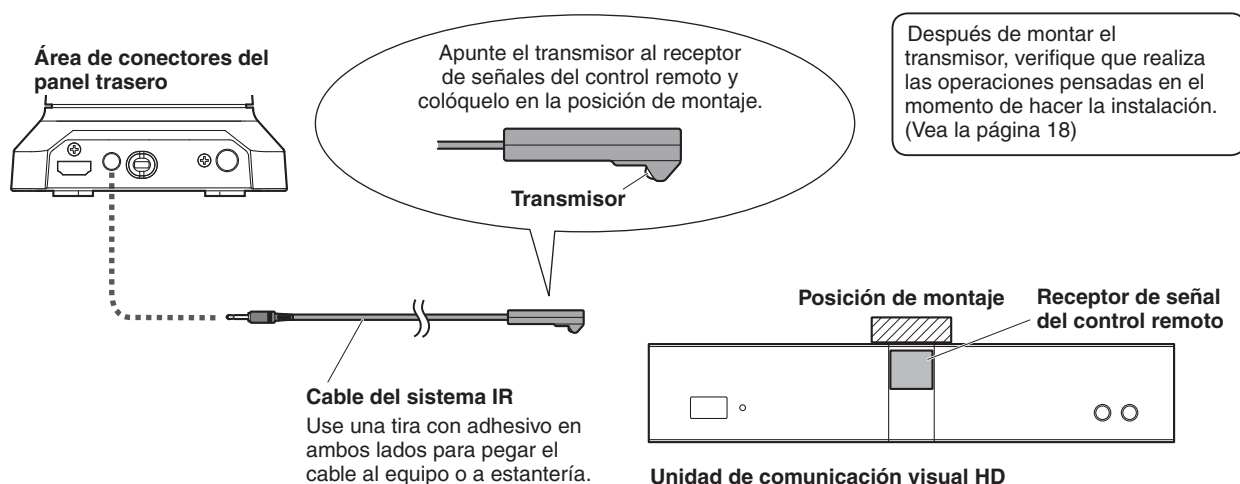 Área de conectores del
panel trasero
Apunte el transmisor al receptor
de señales del control remoto y
colóquelo en la posición de montaje.
Transmisor
Después de montar el
transmisor, verifique que realiza
las operaciones pensadas en el
momento de hacer la instalación.
(Vea la página 18)
Cable del sistema IR
Use una tira con adhesivo en
ambos lados para pegar el
cable al equipo o a estantería.
Posición de montaje
Receptor de señal
del control remoto
Unidad de comunicación visual HD